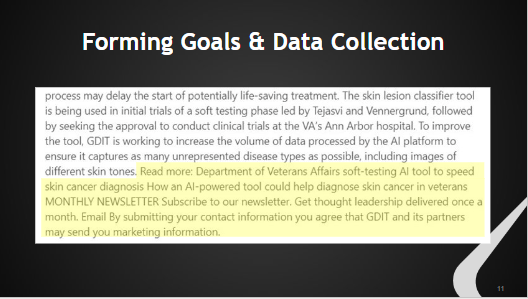 Forming Goals & Data Collection
process may delay the start of potentially life-saving treatment. The skin lesion classifier tool
is being used in initial trials of a soft testing phase led by Tejasvi and Vennergrund, followed
by seeking the approval to conduct clinical trials at the VA's Ann Arbor hospital. To improve
the tool, GDIT is working to increase the volume of data processed by the AI platform to
ensure it captures as many unrepresented disease types as possible, including images of
different skin tones. Read more: Department of Veterans Affairs soft-testing AI tool to speed
skin cancer diagnosis How an AI-powered tool could help diagnose skin cancer in veterans
MONTHLY NEWSLETTER Subscribe to our newsletter. Get thought leadership delivered once a
month. Email By submitting your contact information you agree that GDIT and its partners
may send you marketing information.
11